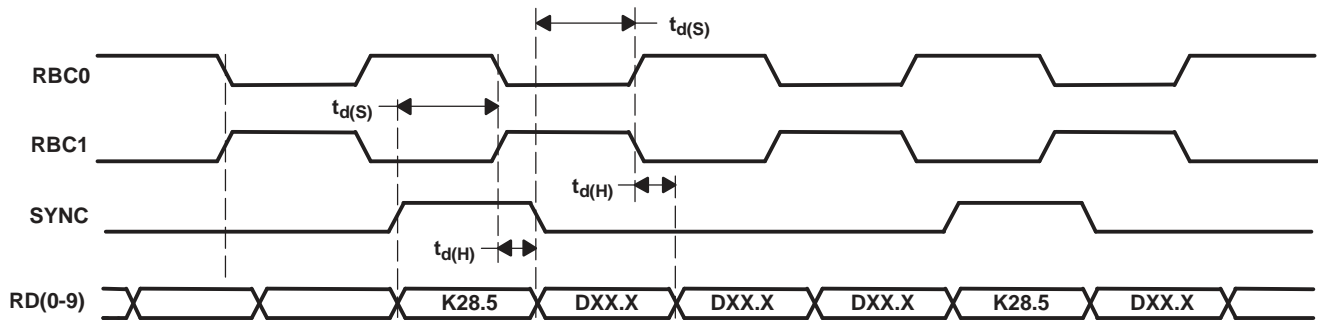 t_d(S)
RBC0
t_d(S)
RBC1
t_d(H)
SYNC
t_d(H)
RD(0-9) K28.5 DXX.X DXX.X DXX.X K28.5 DXX.X